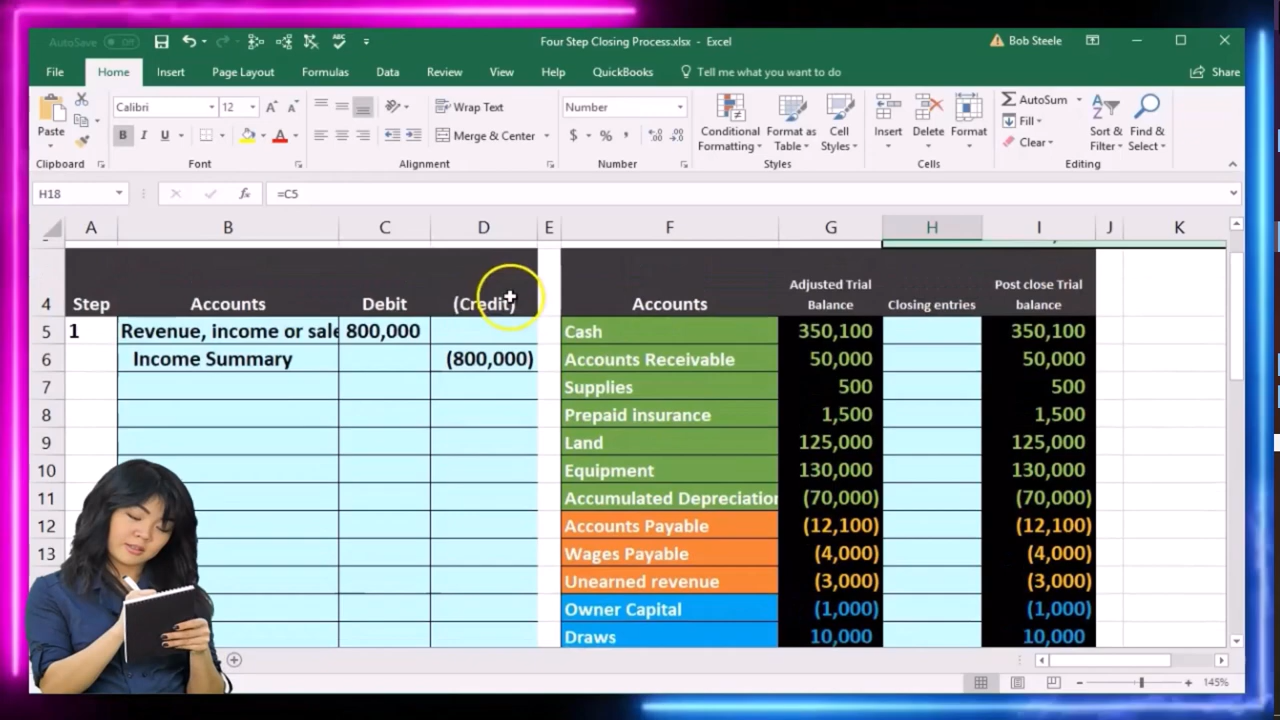 AutoSave Off Four Step Closing Process.xlsx - Excel Bob Steele
File Home Insert Page Layout Formulas Data Review View Help QuickBooks Tell me what you want to do Share
Paste Calibri 12 A A Wrap Text Number Conditional Formatting Format as Table Cell Styles Insert Delete Format AutoSum Sort & Filter Find & Select
B I U A Merge & Center $ % , Fill
Clear
Clipboard Font Alignment Number Styles Cells Editing
H18 fx =C5
A B C D E F G H I J K
4 Step Accounts Debit (Credit) Accounts Adjusted Trial Balance Closing entries Post close Trial balance
5 1 Revenue, income or sale 800,000 Cash 350,100 350,100
6 Income Summary (800,000) Accounts Receivable 50,000 50,000
7 Supplies 500 500
8 Prepaid insurance 1,500 1,500
9 Land 125,000 125,000
10 Equipment 130,000 130,000
11 Accumulated Depreciation (70,000) (70,000)
12 Accounts Payable (12,100) (12,100)
13 Wages Payable (4,000) (4,000)
Unearned revenue (3,000) (3,000)
Owner Capital (1,000) (1,000)
Draws 10,000 10,000
145%